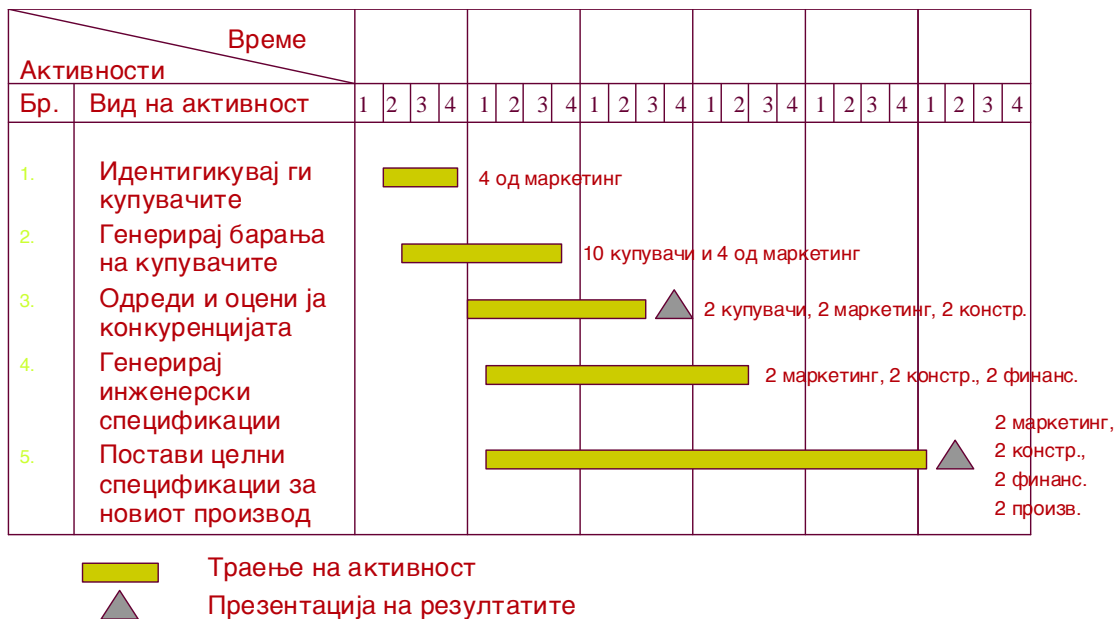 Време
Активности
Бр. Вид на активност 1 2 3 4 1 2 3 4 1 2 3 4 1 2 3 4 1 2 3 4 1 2 3 4
1. Идентигикувај ги
купувачите
4 од маркетинг
2. Генерирај барања
на купувачите
10 купувачи и 4 од маркетинг
3. Одреди и оцени ја
конкуренцијата
2 купувачи, 2 маркетинг, 2 констр.
4. Генерирај
инженерски
спецификации
2 маркетинг, 2 констр., 2 финанс.
5. Постави целни
спецификации за
новиот производ
2 маркетинг,
2 констр.,
2 финанс.
2 произв.
Траење на активност
Презентација на резултатите